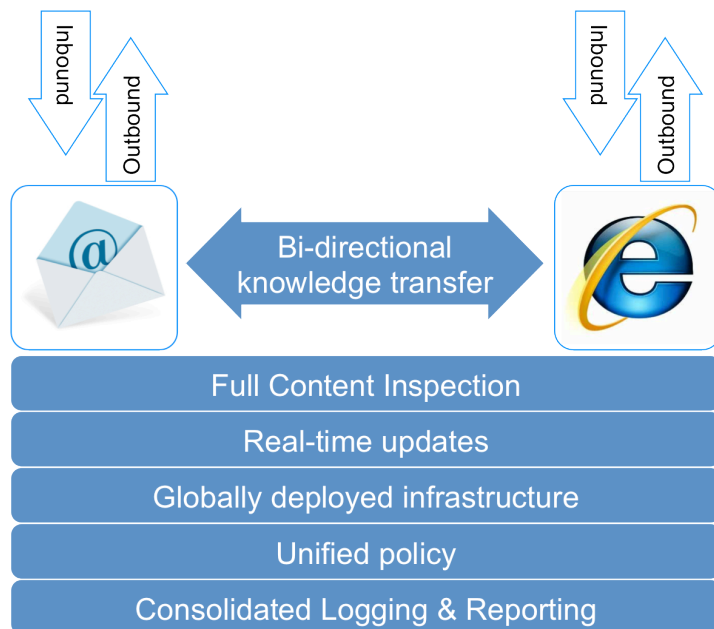 Inbound
Outbound
Inbound
Outbound
@
e
Bi-directional
knowledge transfer
Full Content Inspection
Real-time updates
Globally deployed infrastructure
Unified policy
Consolidated Logging & Reporting